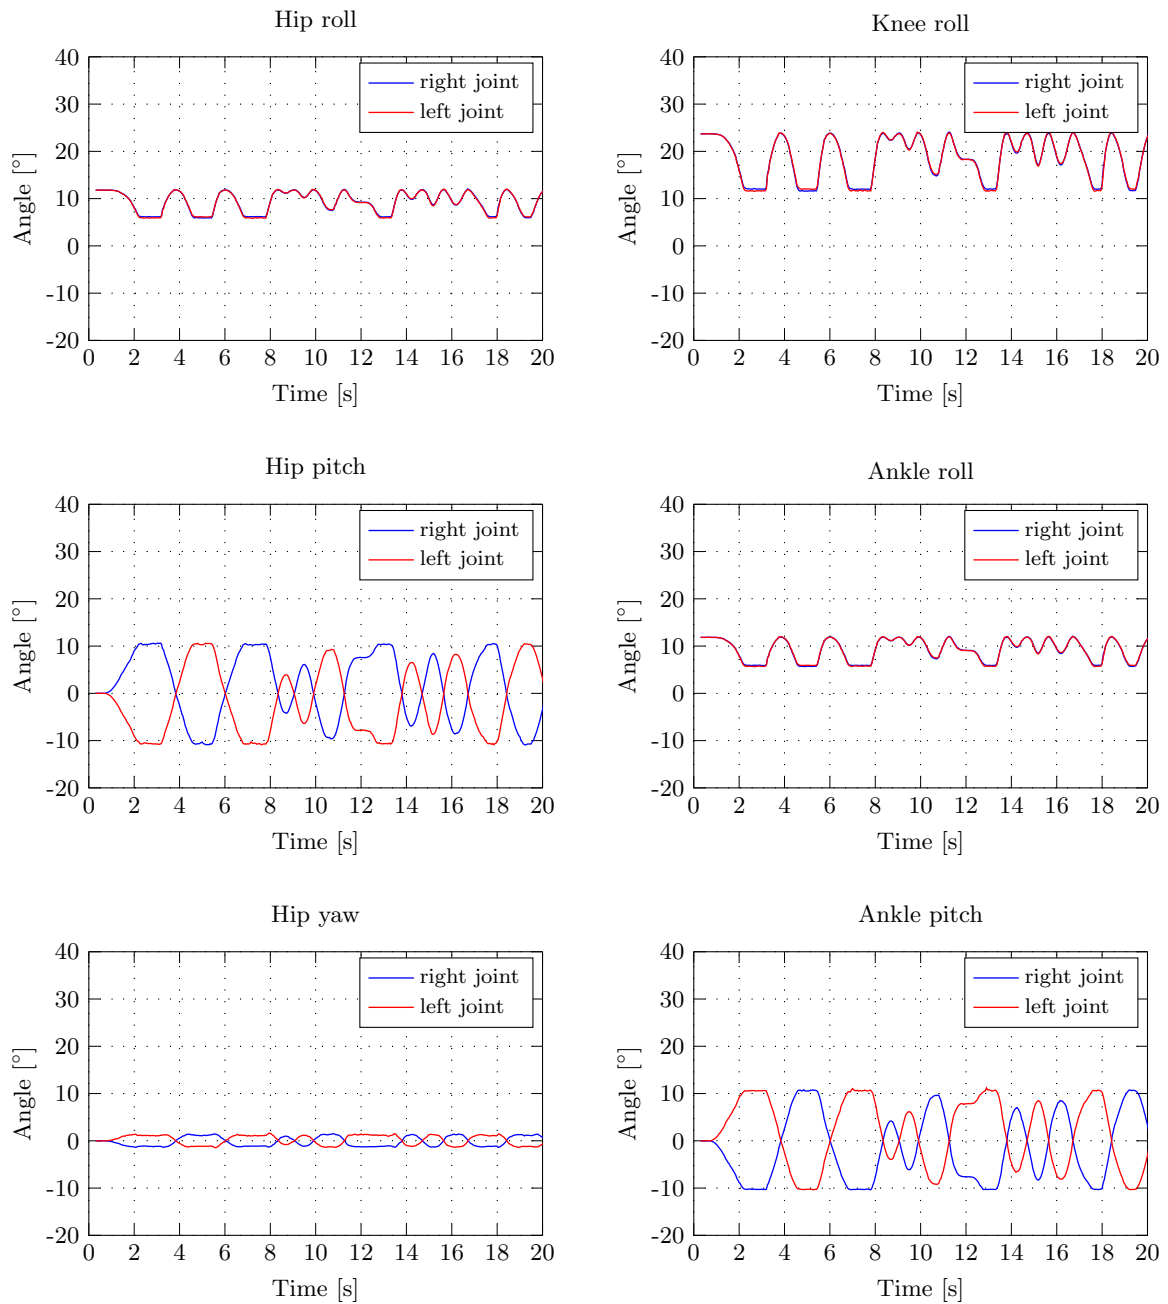 Hip roll
40
30
20
10
0
-10
-20
0 2 4 6 8 10 12 14 16 18 20
Angle [°]
Time [s]
right joint
left joint
Knee roll
40
30
20
10
0
-10
-20
0 2 4 6 8 10 12 14 16 18 20
Angle [°]
Time [s]
right joint
left joint
Hip pitch
40
30
20
10
0
-10
-20
0 2 4 6 8 10 12 14 16 18 20
Angle [°]
Time [s]
right joint
left joint
Ankle roll
40
30
20
10
0
-10
-20
0 2 4 6 8 10 12 14 16 18 20
Angle [°]
Time [s]
right joint
left joint
Hip yaw
40
30
20
10
0
-10
-20
0 2 4 6 8 10 12 14 16 18 20
Angle [°]
Time [s]
right joint
left joint
Ankle pitch
40
30
20
10
0
-10
-20
0 2 4 6 8 10 12 14 16 18 20
Angle [°]
Time [s]
right joint
left joint